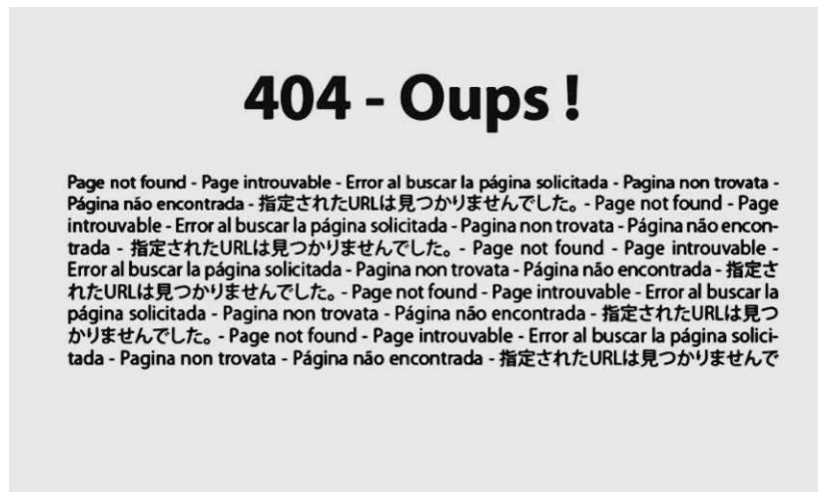 404 - Oups !
Page not found - Page introuvable - Error al buscar la página solicitada - Pagina non trovata -
Página não encontrada - 指定されたURLは見つかりませんでした。 - Page not found - Page
introuvable - Error al buscar la página solicitada - Pagina non trovata - Página não encon-
trada - 指定されたURLは見つかりませんでした。 - Page not found - Page introuvable -
Error al buscar la página solicitada - Pagina non trovata - Página não encontrada - 指定さ
れたURLは見つかりませんでした。 - Page not found - Page introuvable - Error al buscar la
página solicitada - Pagina non trovata - Página não encontrada - 指定されたURLは見つ
かりませんでした。 - Page not found - Page introuvable - Error al buscar la página solici-
tada - Pagina non trovata - Página não encontrada - 指定されたURLは見つかりませんで